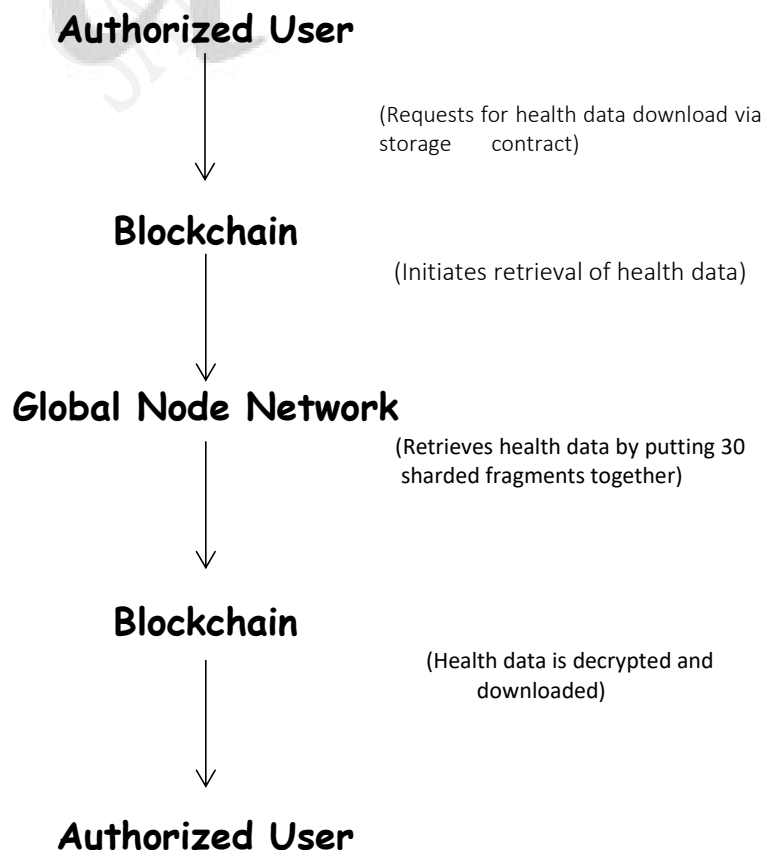 Authorized User
(Requests for health data download via
storage contract)
Blockchain
(Initiates retrieval of health data)
Global Node Network
(Retrieves health data by putting 30
sharded fragments together)
Blockchain
(Health data is decrypted and
downloaded)
Authorized User